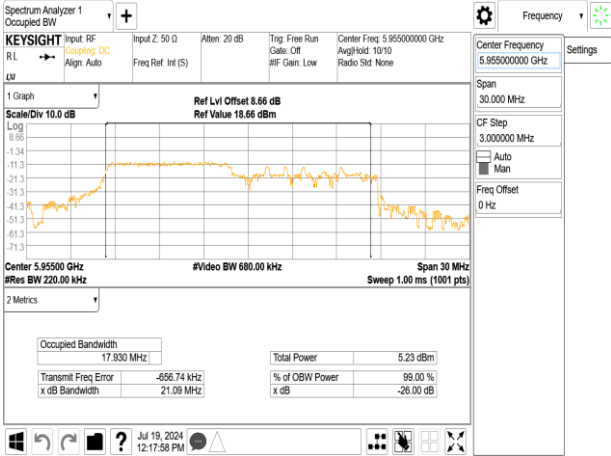 Spectrum Analyzer 1
Occupied BW
+
Frequency
KEYSIGHT
Input: RF
Input Z: 50 Ω
Atten: 20 dB
Trig: Free Run
Center Freq: 5.955000000 GHz
RL
Coupling: DC
Gate: Off
Avg|Hold: 10/10
Align: Auto
Freq Ref: Int (S)
#IF Gain: Low
Radio Std: None
Center Frequency
5.955000000 GHz
Settings
Span
30.000 MHz
CF Step
3.000000 MHz
Auto
Man
Freq Offset
0 Hz
1 Graph
Ref Lvl Offset 8.66 dB
Scale/Div 10.0 dB
Ref Value 18.66 dBm
Log
8.66
-1.34
-11.3
-21.3
-31.3
-41.3
-51.3
-61.3
-71.3
Center 5.95500 GHz
#Video BW 680.00 kHz
Span 30 MHz
#Res BW 220.00 kHz
Sweep 1.00 ms (1001 pts)
2 Metrics
Occupied Bandwidth
17.930 MHz
Total Power
5.23 dBm
Transmit Freq Error
-656.74 kHz
% of OBW Power
99.00 %
x dB Bandwidth
21.09 MHz
x dB
-26.00 dB
?
Jul 19, 2024
12:17:58 PM